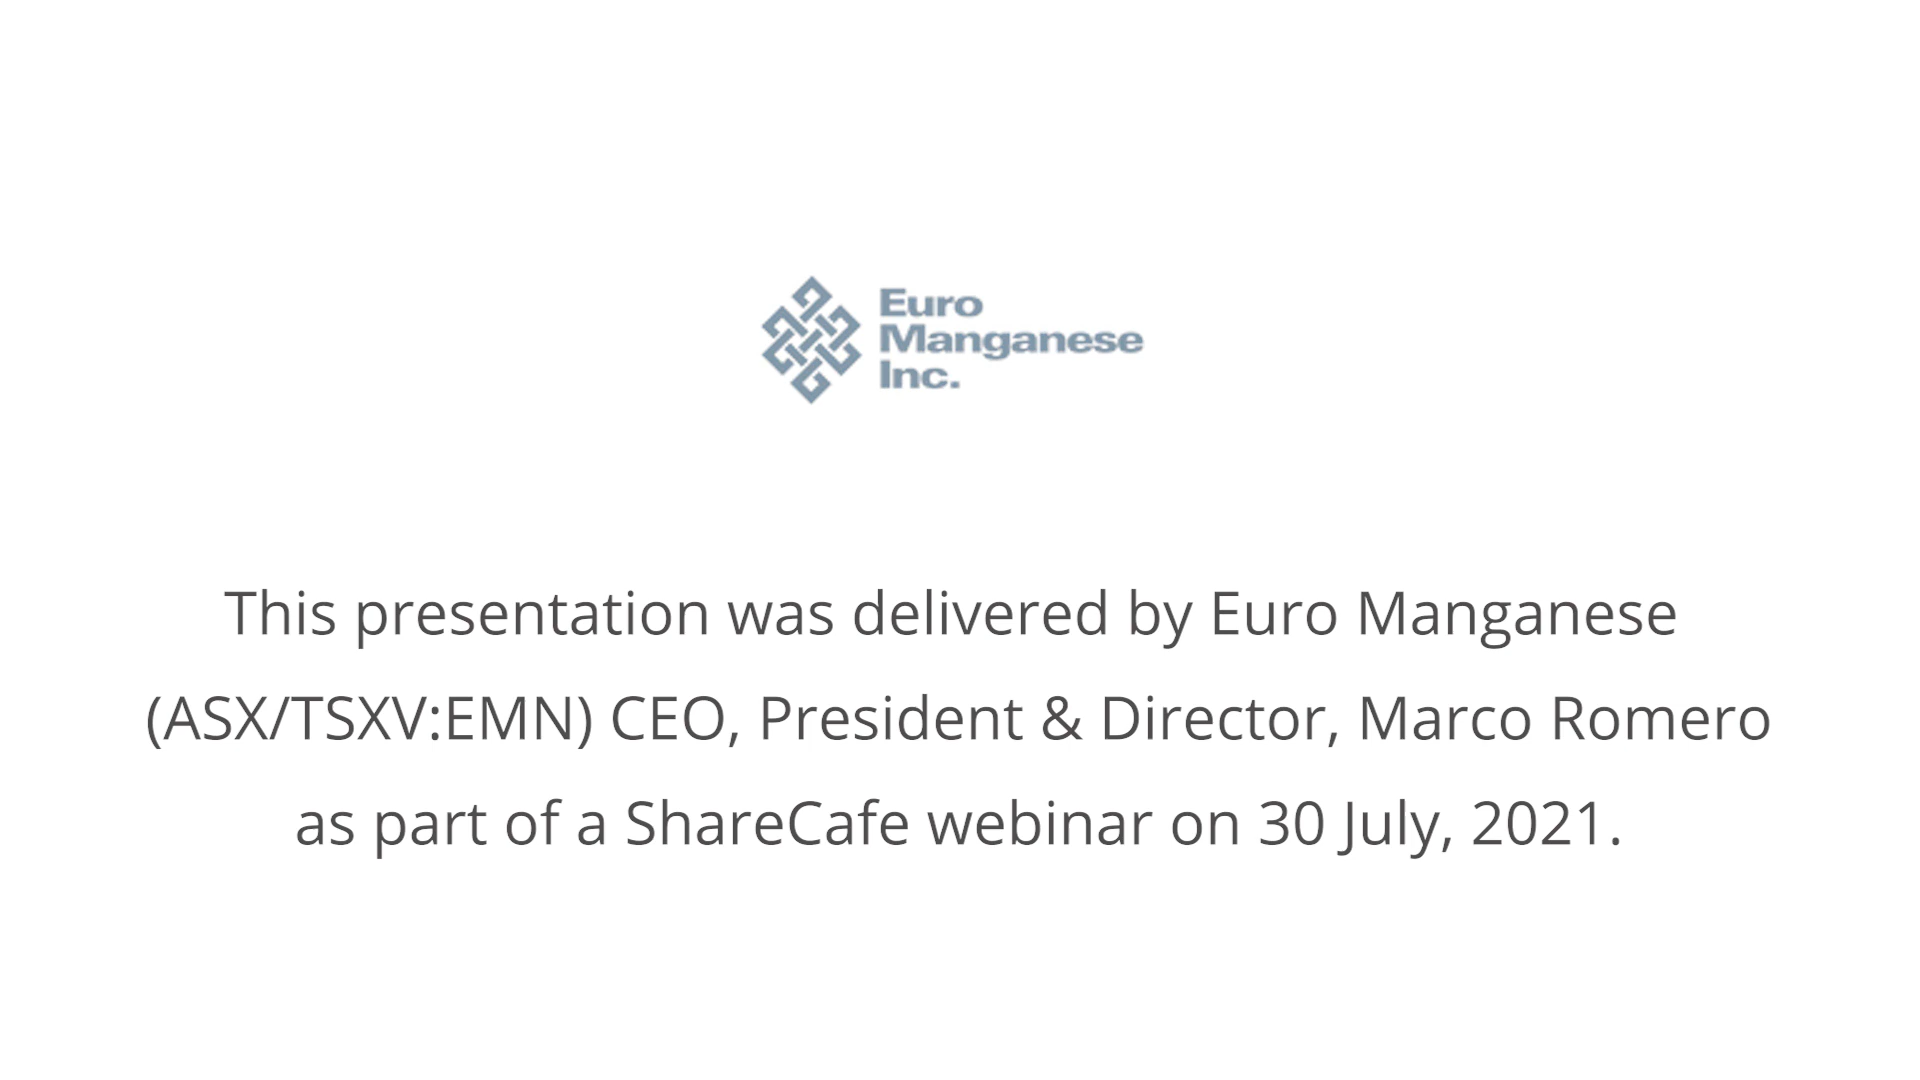 Euro
Manganese
Inc.
This presentation was delivered by Euro Manganese
(ASX/TSXV:EMN) CEO, President & Director, Marco Romero
as part of a ShareCafe webinar on 30 July, 2021.